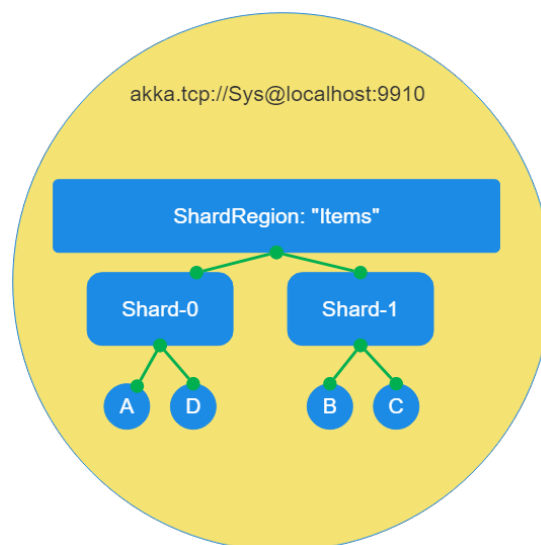 akka.tcp://Sys@localhost:9910
ShardRegion: "Items"
Shard-0
Shard-1
A
D
B
C